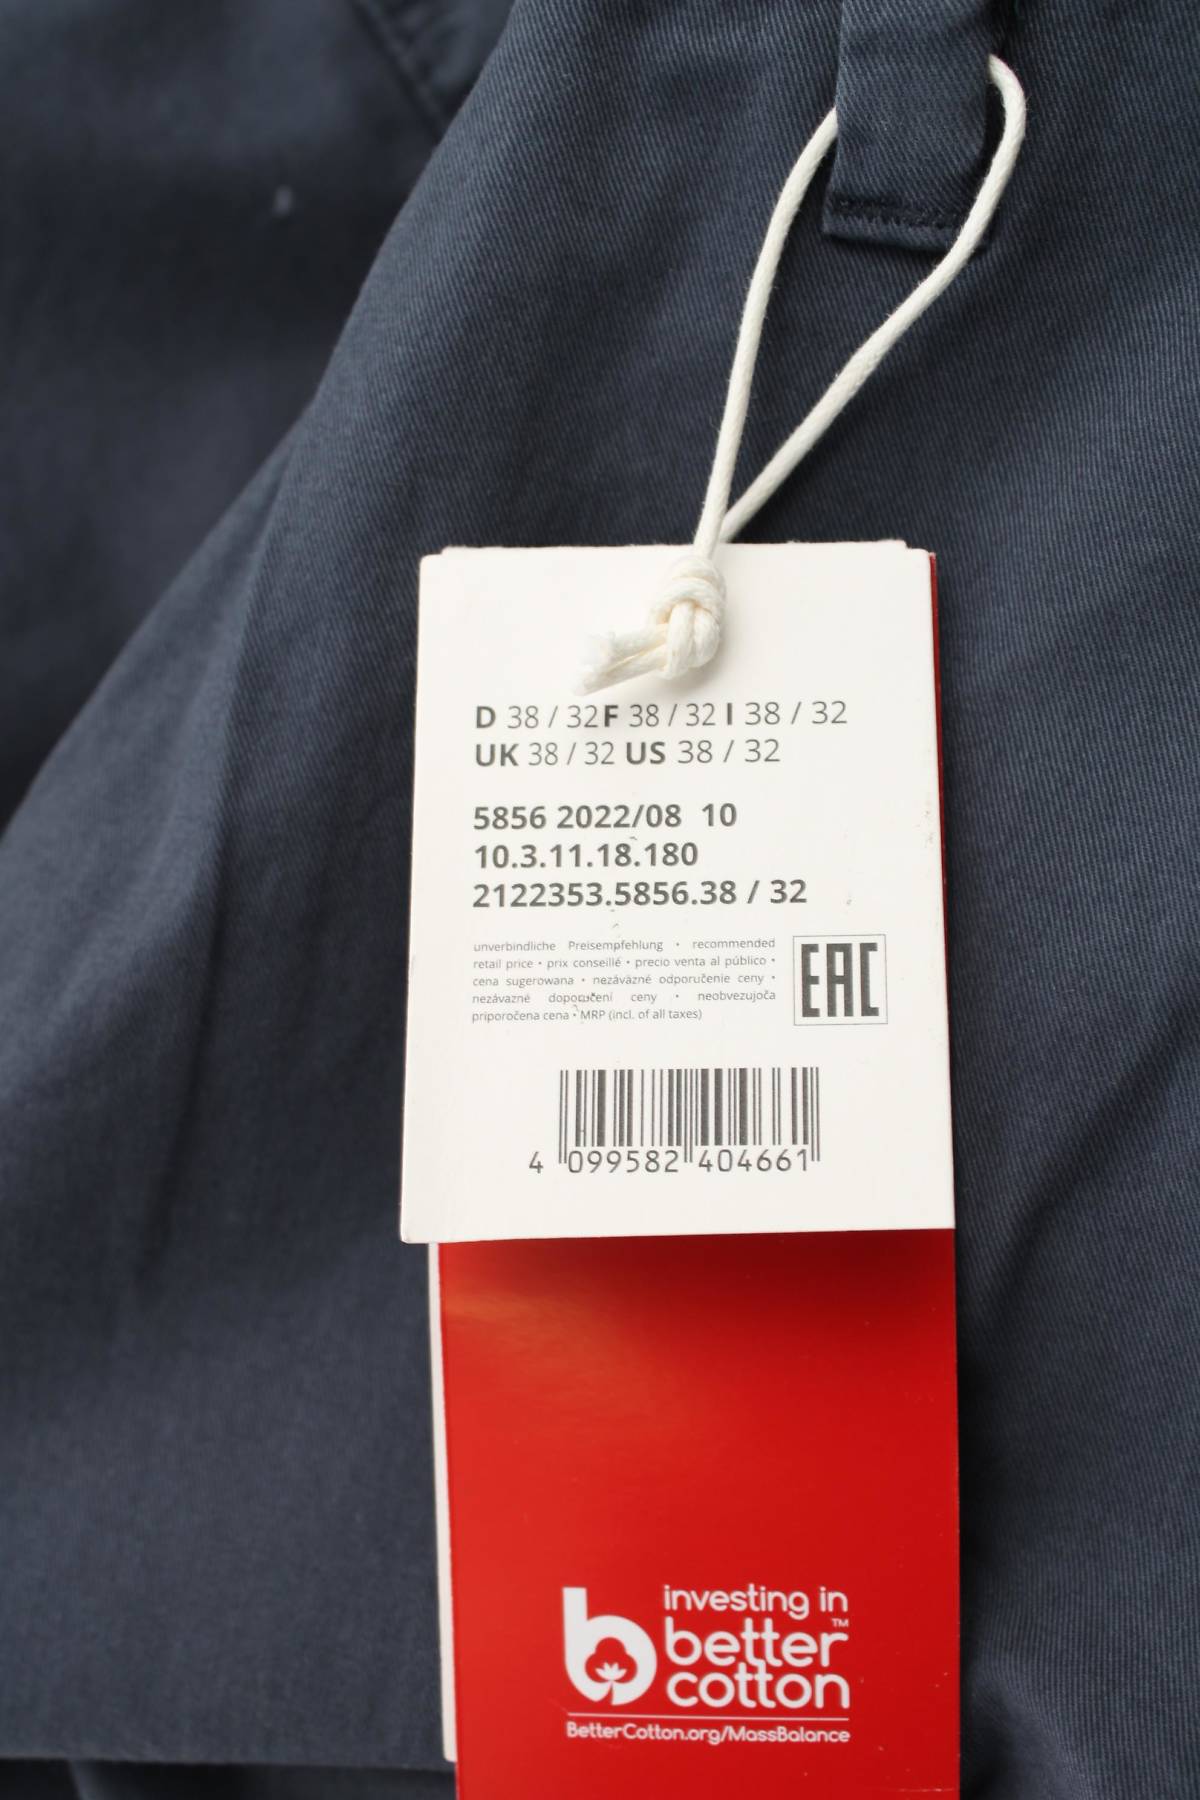 D 38 / 32 F 38 / 32 I 38 / 32
UK 38 / 32 US 38 / 32
5856 2022/08 10
10.3.11.18.180
2122353.5856.38 / 32
unverbindliche Preisempfehlung • recommended
retail price • prix conseillé • precio venta al público •
cena sugerowana • nezáväzné odporučenie ceny •
nezávazné doporučení ceny • neobvezujoča
priporočena cena • MRP (incl. of all taxes)
EAC
4 099582 404661
investing in
better™
cotton
BetterCotton.org/MassBalance